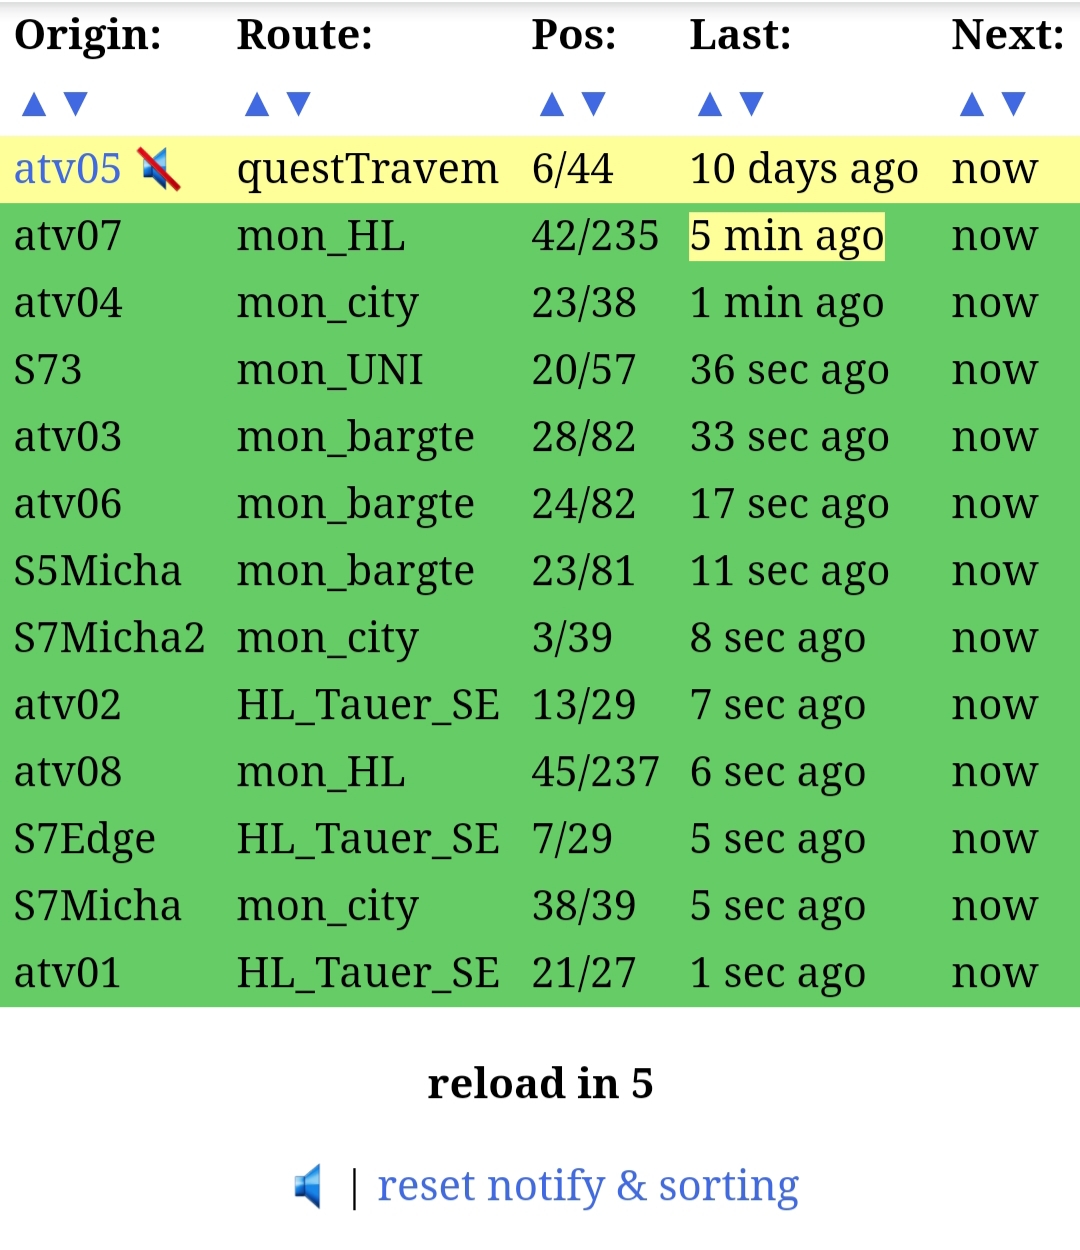 Origin: Route: Pos: Last: Next:
▲ ▼ ▲ ▼ ▲ ▼ ▲ ▼ ▲ ▼
atv05 questTravem 6/44 10 days ago now
atv07 mon_HL 42/235 5 min ago now
atv04 mon_city 23/38 1 min ago now
S73 mon_UNI 20/57 36 sec ago now
atv03 mon_bargte 28/82 33 sec ago now
atv06 mon_bargte 24/82 17 sec ago now
S5Micha mon_bargte 23/81 11 sec ago now
S7Micha2 mon_city 3/39 8 sec ago now
atv02 HL_Tauer_SE 13/29 7 sec ago now
atv08 mon_HL 45/237 6 sec ago now
S7Edge HL_Tauer_SE 7/29 5 sec ago now
S7Micha mon_city 38/39 5 sec ago now
atv01 HL_Tauer_SE 21/27 1 sec ago now
reload in 5
| reset notify & sorting